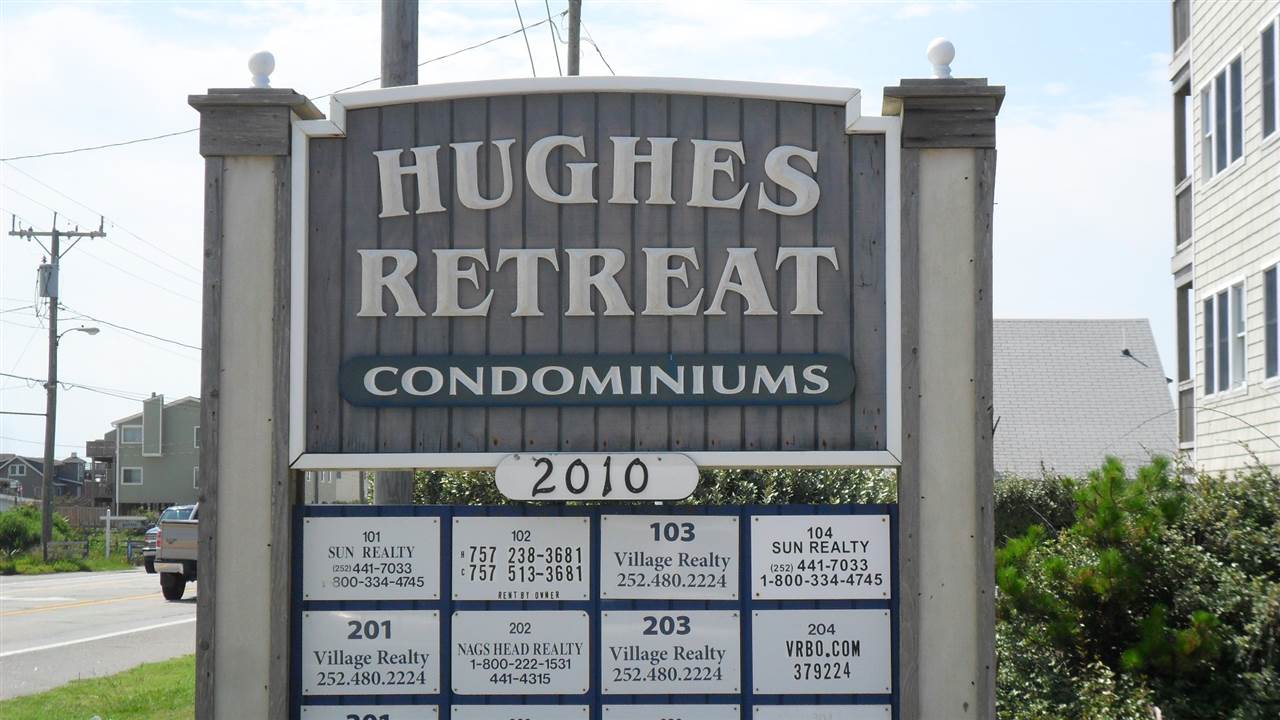 HUGHES
RETREAT
CONDOMINIUMS
2010
101
SUN REALTY
(252) 441-7033
800-334-4745
102
H 757 238-3681
C 757 513-3681
RENT BY OWNER
103
Village Realty
252.480.2224
104
SUN REALTY
(252) 441-7033
1-800-334-4745
201
Village Realty
252.480.2224
202
NAGS HEAD REALTY
1-800-222-1531
441-4315
203
Village Realty
252.480.2224
204
VRBO.COM
379224